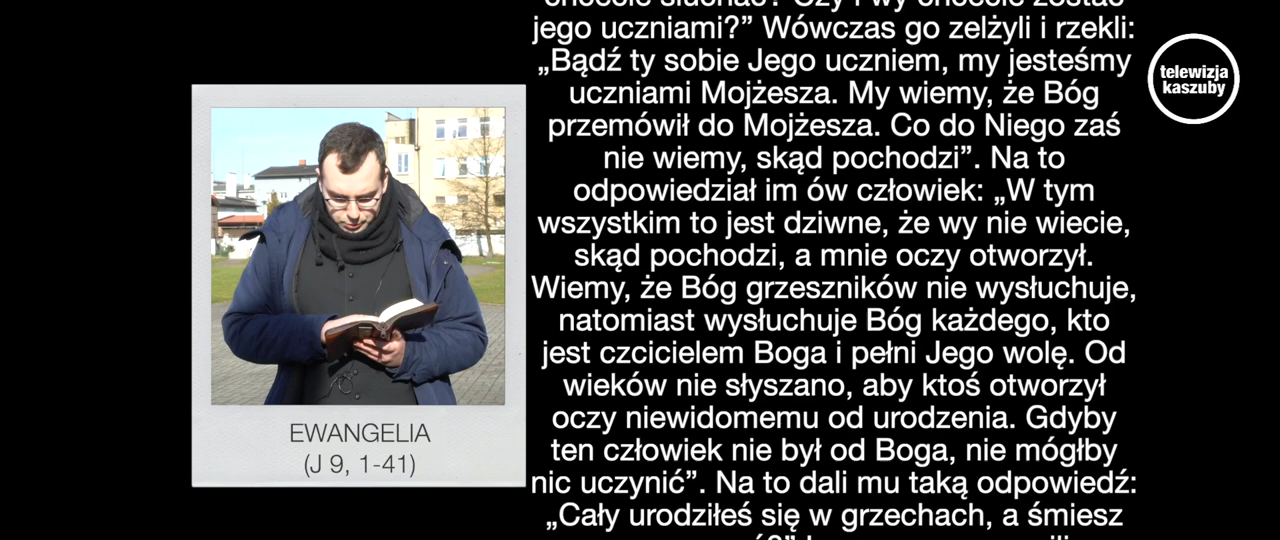 jego uczniami?” Wówczas go zelżyli i rzekli:
„Bądź ty sobie Jego uczniem, my jesteśmy
uczniami Mojżesza. My wiemy, że Bóg
przemówił do Mojżesza. Co do Niego zaś
nie wiemy, skąd pochodzi”. Na to
odpowiedział im ów człowiek: „W tym
wszystkim to jest dziwne, że wy nie wiecie,
skąd pochodzi, a mnie oczy otworzył.
Wiemy, że Bóg grzeszników nie wysłuchuje,
natomiast wysłuchuje Bóg każdego, kto
jest czcicielem Boga i pełni Jego wolę. Od
wieków nie słyszano, aby ktoś otworzył
oczy niewidomemu od urodzenia. Gdyby
ten człowiek nie był od Boga, nie mógłby
nic uczynić”. Na to dali mu taką odpowiedź:
„Cały urodziłeś się w grzechach, a śmiesz
EWANGELIA
(J 9, 1-41)
telewizja
kaszuby